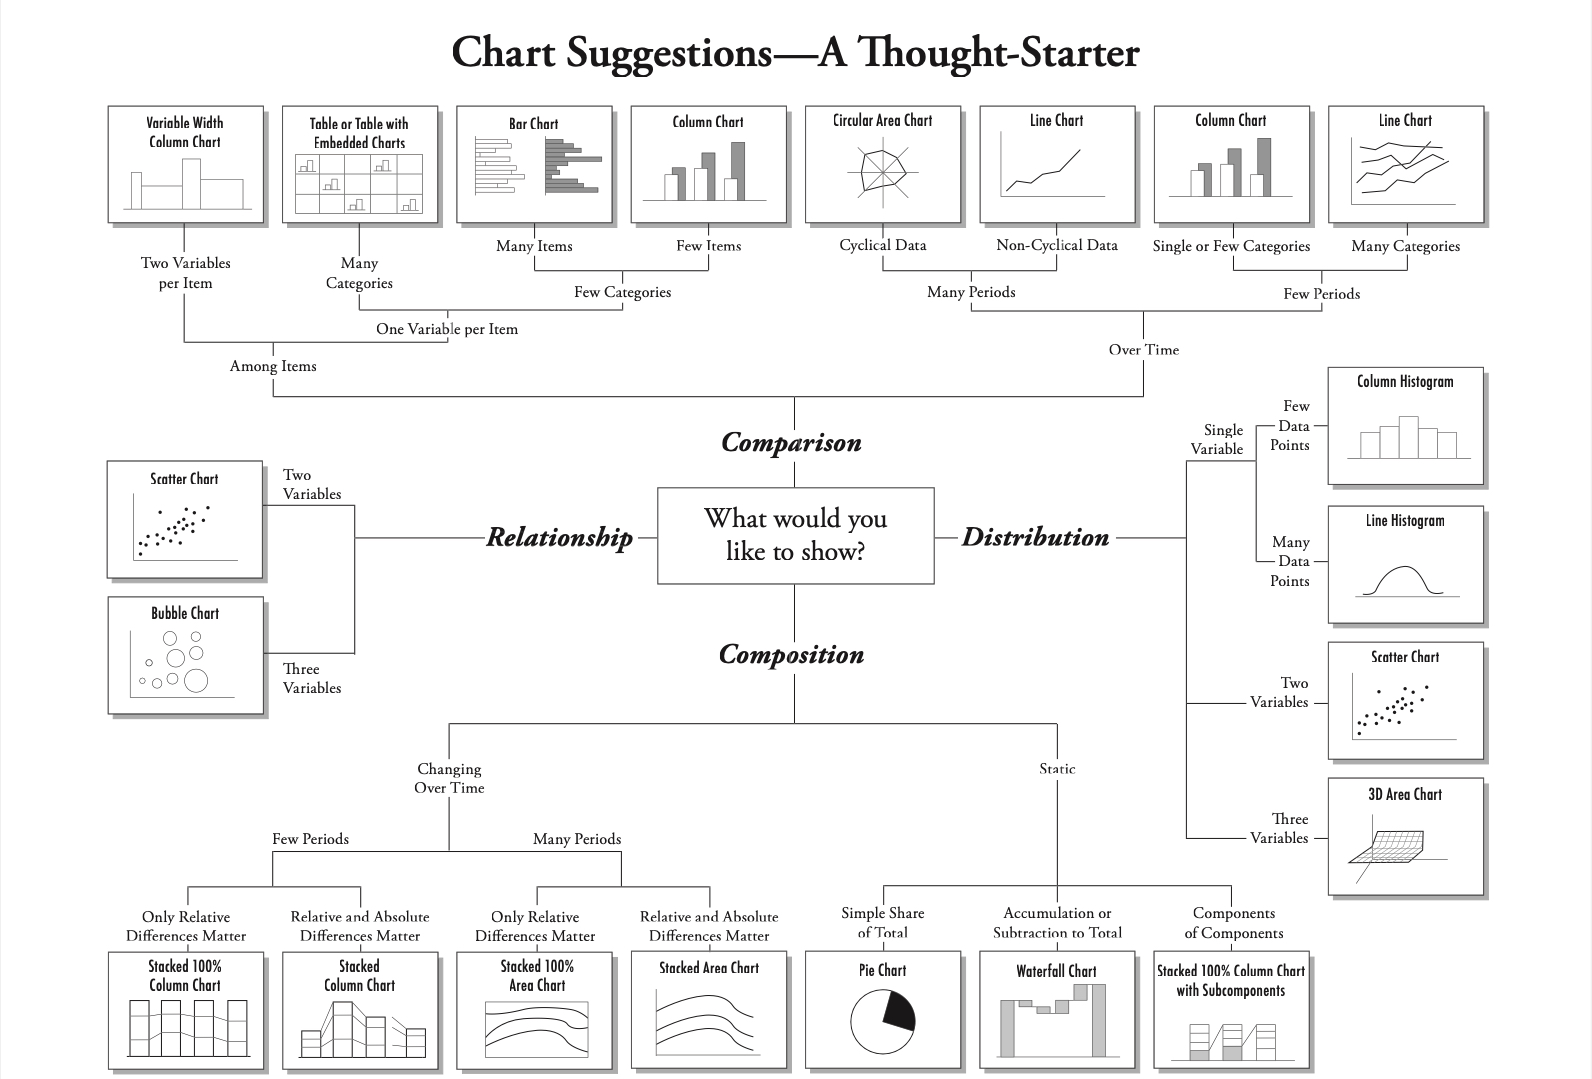 Chart Suggestions—A Thought-Starter
Variable Width
Column Chart
Table or Table with
Embedded Charts
Bar Chart
Column Chart
Circular Area Chart
Line Chart
Column Chart
Line Chart
Two Variables
per Item
Many
Categories
Many Items
Few Items
Cyclical Data
Non-Cyclical Data
Single or Few Categories
Many Categories
Few Categories
Many Periods
Few Periods
One Variable per Item
Among Items
Over Time
Comparison
What would you
like to show?
Relationship
Two
Variables
Scatter Chart
Three
Variables
Bubble Chart
Distribution
Single
Variable
Few
Data
Points
Column Histogram
Many
Data
Points
Line Histogram
Two
Variables
Scatter Chart
Three
Variables
3D Area Chart
Composition
Changing
Over Time
Static
Few Periods
Many Periods
Only Relative
Differences Matter
Relative and Absolute
Differences Matter
Only Relative
Differences Matter
Relative and Absolute
Differences Matter
Simple Share
of Total
Accumulation or
Subtraction to Total
Components
of Components
Stacked 100%
Column Chart
Stacked
Column Chart
Stacked 100%
Area Chart
Stacked Area Chart
Pie Chart
Waterfall Chart
Stacked 100% Column Chart
with Subcomponents